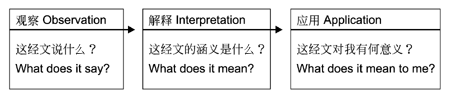 观察 Observation
这经文说什么？
What does it say?
解释 Interpretation
这经文的涵义是什么？
What does it mean?
应用 Application
这经文对我有何意义？
What does it mean to me?